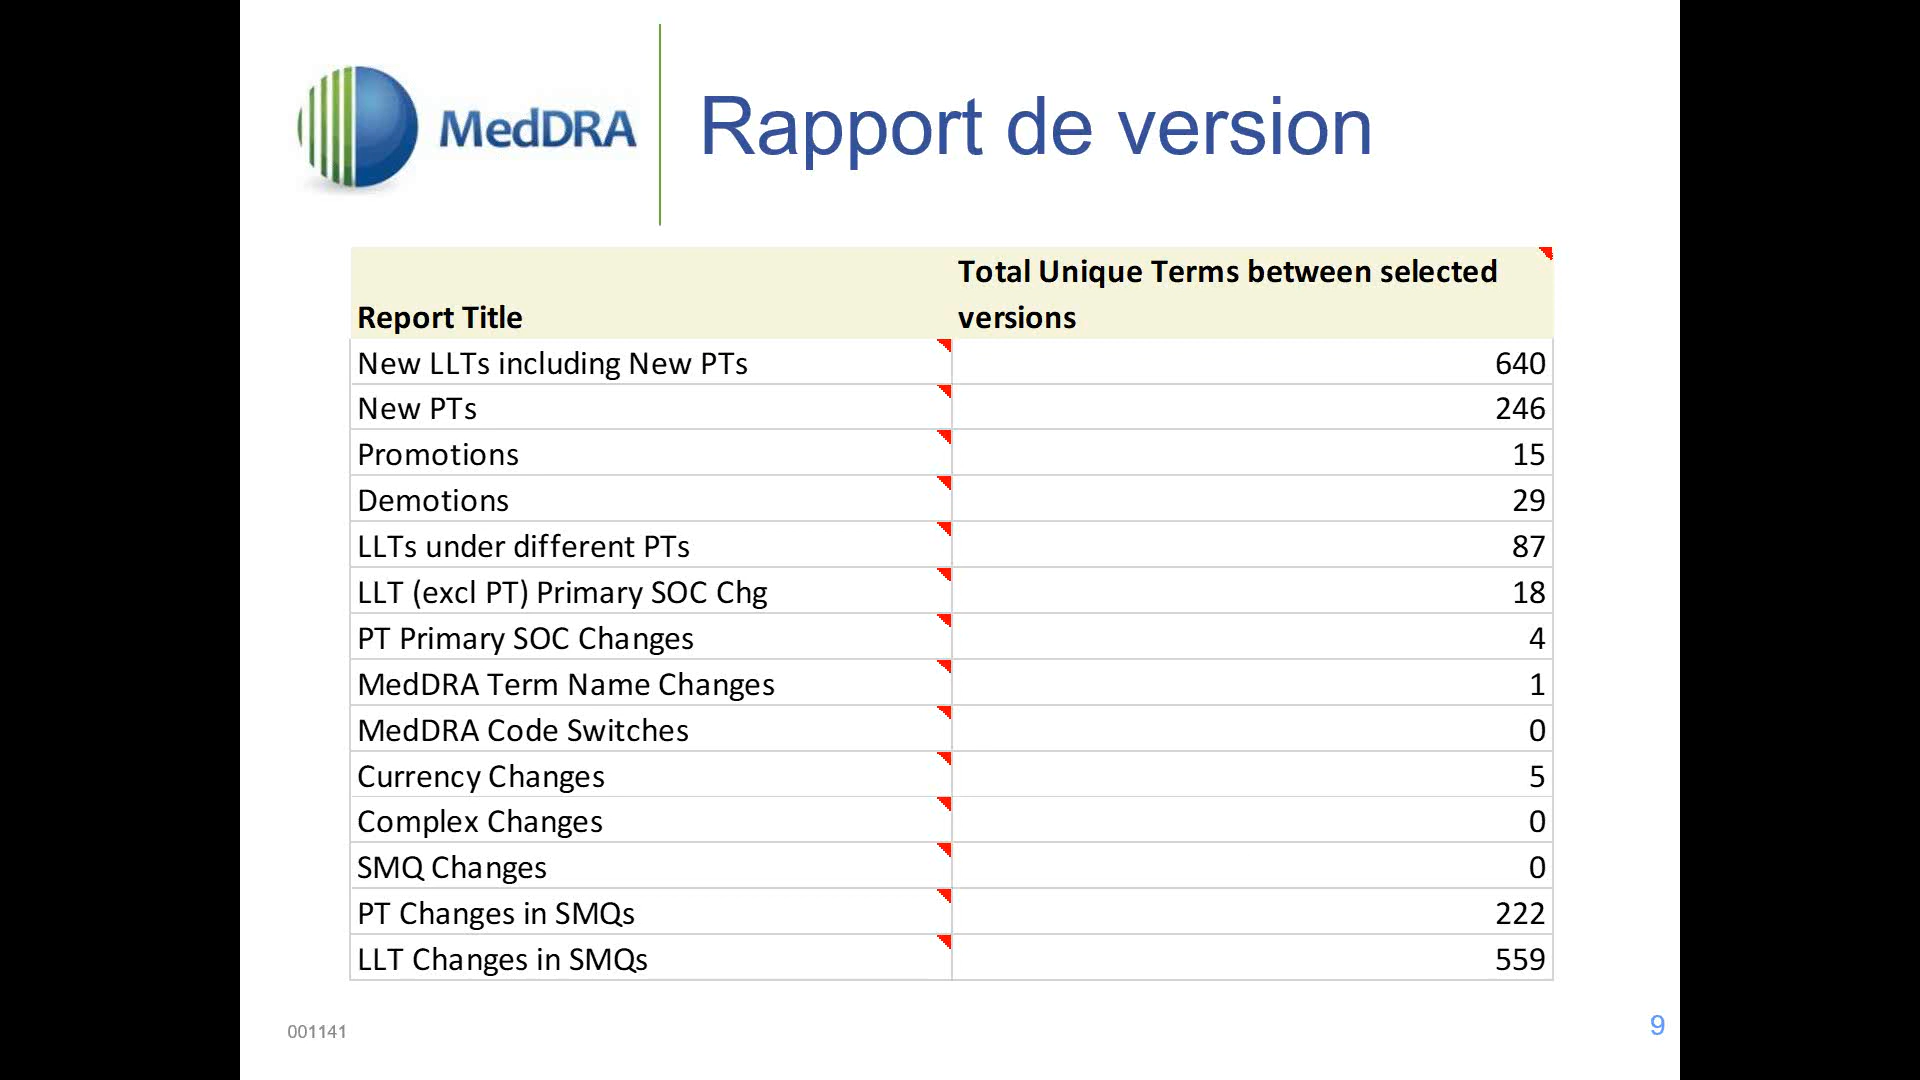 MedDRA
Rapport de version
Report Title
Total Unique Terms between selected
versions
New LLTs including New PTs 640
New PTs 246
Promotions 15
Demotions 29
LLTs under different PTs 87
LLT (excl PT) Primary SOC Chg 18
PT Primary SOC Changes 4
MedDRA Term Name Changes 1
MedDRA Code Switches 0
Currency Changes 5
Complex Changes 0
SMQ Changes 0
PT Changes in SMQs 222
LLT Changes in SMQs 559
001141
9